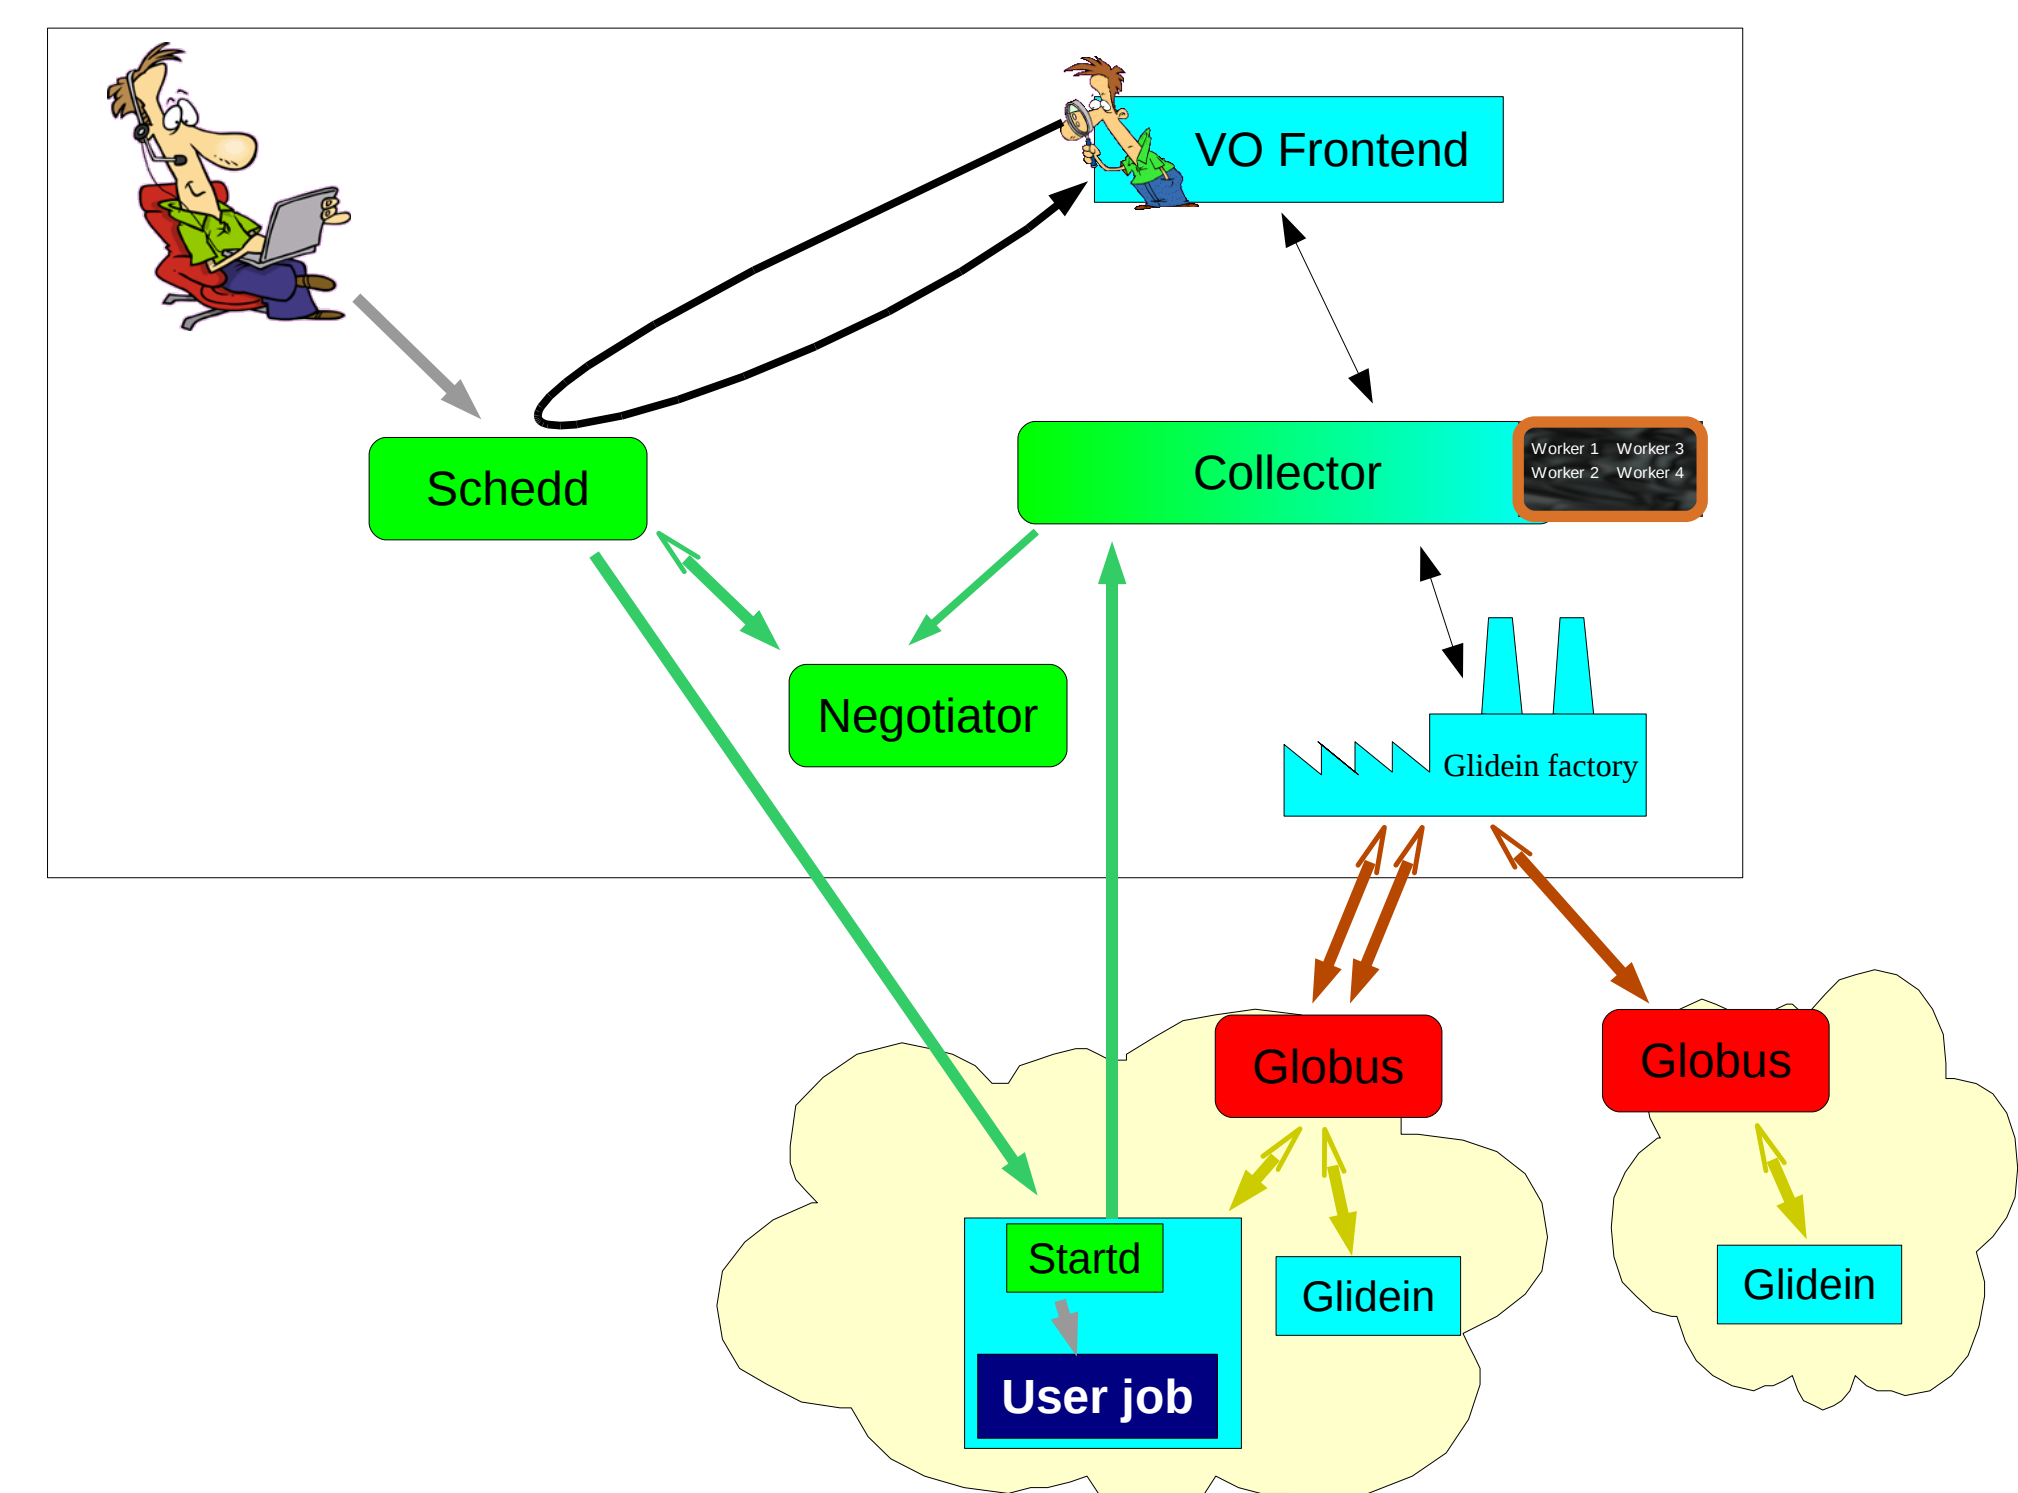 VO Frontend
Schedd
Collector
Worker 1 Worker 3
Worker 2 Worker 4
Negotiator
Glidein factory
Globus
Globus
Startd
Glidein
Glidein
User job